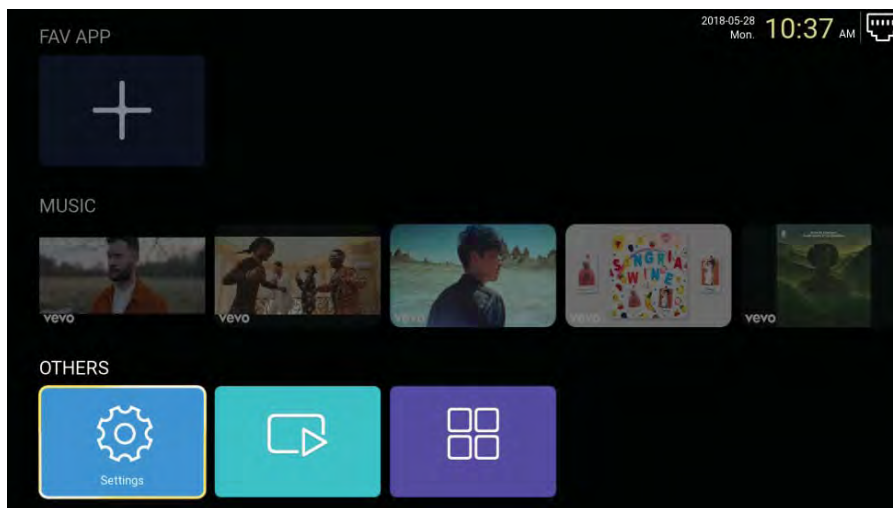 2018-05-28
Mon.
10:37 AM
FAV APP
MUSIC
vevo
vevo
vevo
SANGRIA
WINE
vevo
vevo
OTHERS
Settings